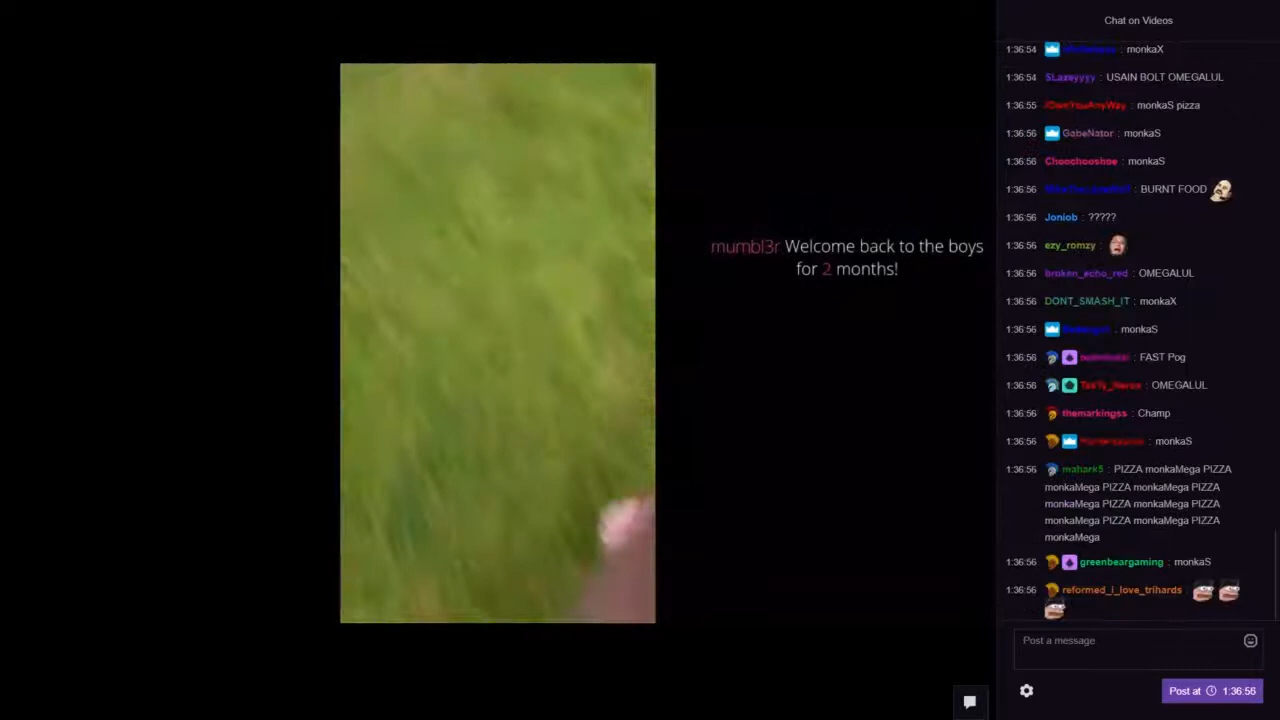 Chat on Videos
1:36:54 : monkaX
1:36:54 SLazeyyyy : USAIN BOLT OMEGALUL
1:36:55 IOwnYouAnyWay : monkaS pizza
1:36:56 GabeNator : monkaS
1:36:56 Choochooshoe : monkaS
1:36:56 : BURNT FOOD
1:36:56 Joniob : ?????
1:36:56 ezy_romzy :
1:36:56 broken_echo_red : OMEGALUL
1:36:56 DONT_SMASH_IT : monkaX
1:36:56 : monkaS
1:36:56 : FAST Pog
1:36:56 : OMEGALUL
1:36:56 themarkingss : Champ
1:36:56 : monkaS
1:36:56 mahark5 : PIZZA monkaMega PIZZA
monkaMega PIZZA monkaMega PIZZA
monkaMega PIZZA monkaMega PIZZA
monkaMega PIZZA monkaMega PIZZA
monkaMega
1:36:56 greenbeargaming : monkaS
1:36:56 reformed_i_love_trihards :
mumbl3r Welcome back to the boys
for 2 months!
Post a message
Post at 1:36:56